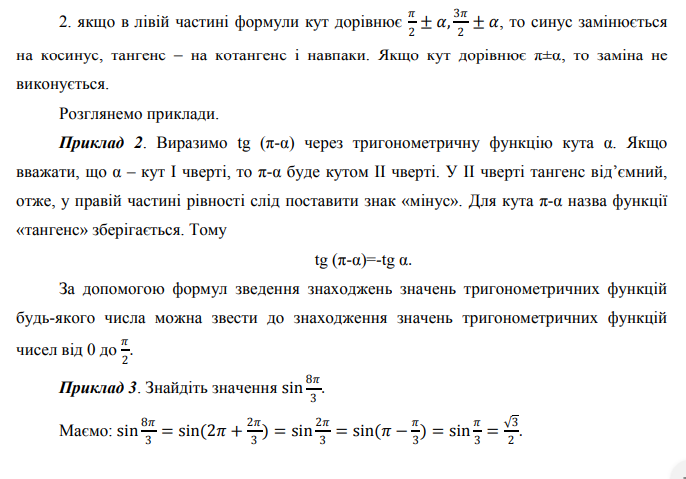 2. якщо в лівій частині формули кут дорівнює π/2 ± α, 3π/2 ± α, то синус замінюється
на косинус, тангенс – на котангенс і навпаки. Якщо кут дорівнює π±α, то заміна не
виконується.
Розглянемо приклади.
Приклад 2. Виразимо tg (π-α) через тригонометричну функцію кута α. Якщо
вважати, що α – кут І чверті, то π-α буде кутом ІІ чверті. У ІІ чверті тангенс від’ємний,
отже, у правій частині рівності слід поставити знак «мінус». Для кута π-α назва функції
«тангенс» зберігається. Тому
tg (π-α)=-tg α.
За допомогою формул зведення знаходжень значень тригонометричних функцій
будь-якого числа можна звести до знаходження значень тригонометричних функцій
чисел від 0 до π/2.
Приклад 3. Знайдіть значення sin 8π/3.
Маємо: sin 8π/3 = sin(2π + 2π/3) = sin 2π/3 = sin(π − π/3) = sin π/3 = √3/2.